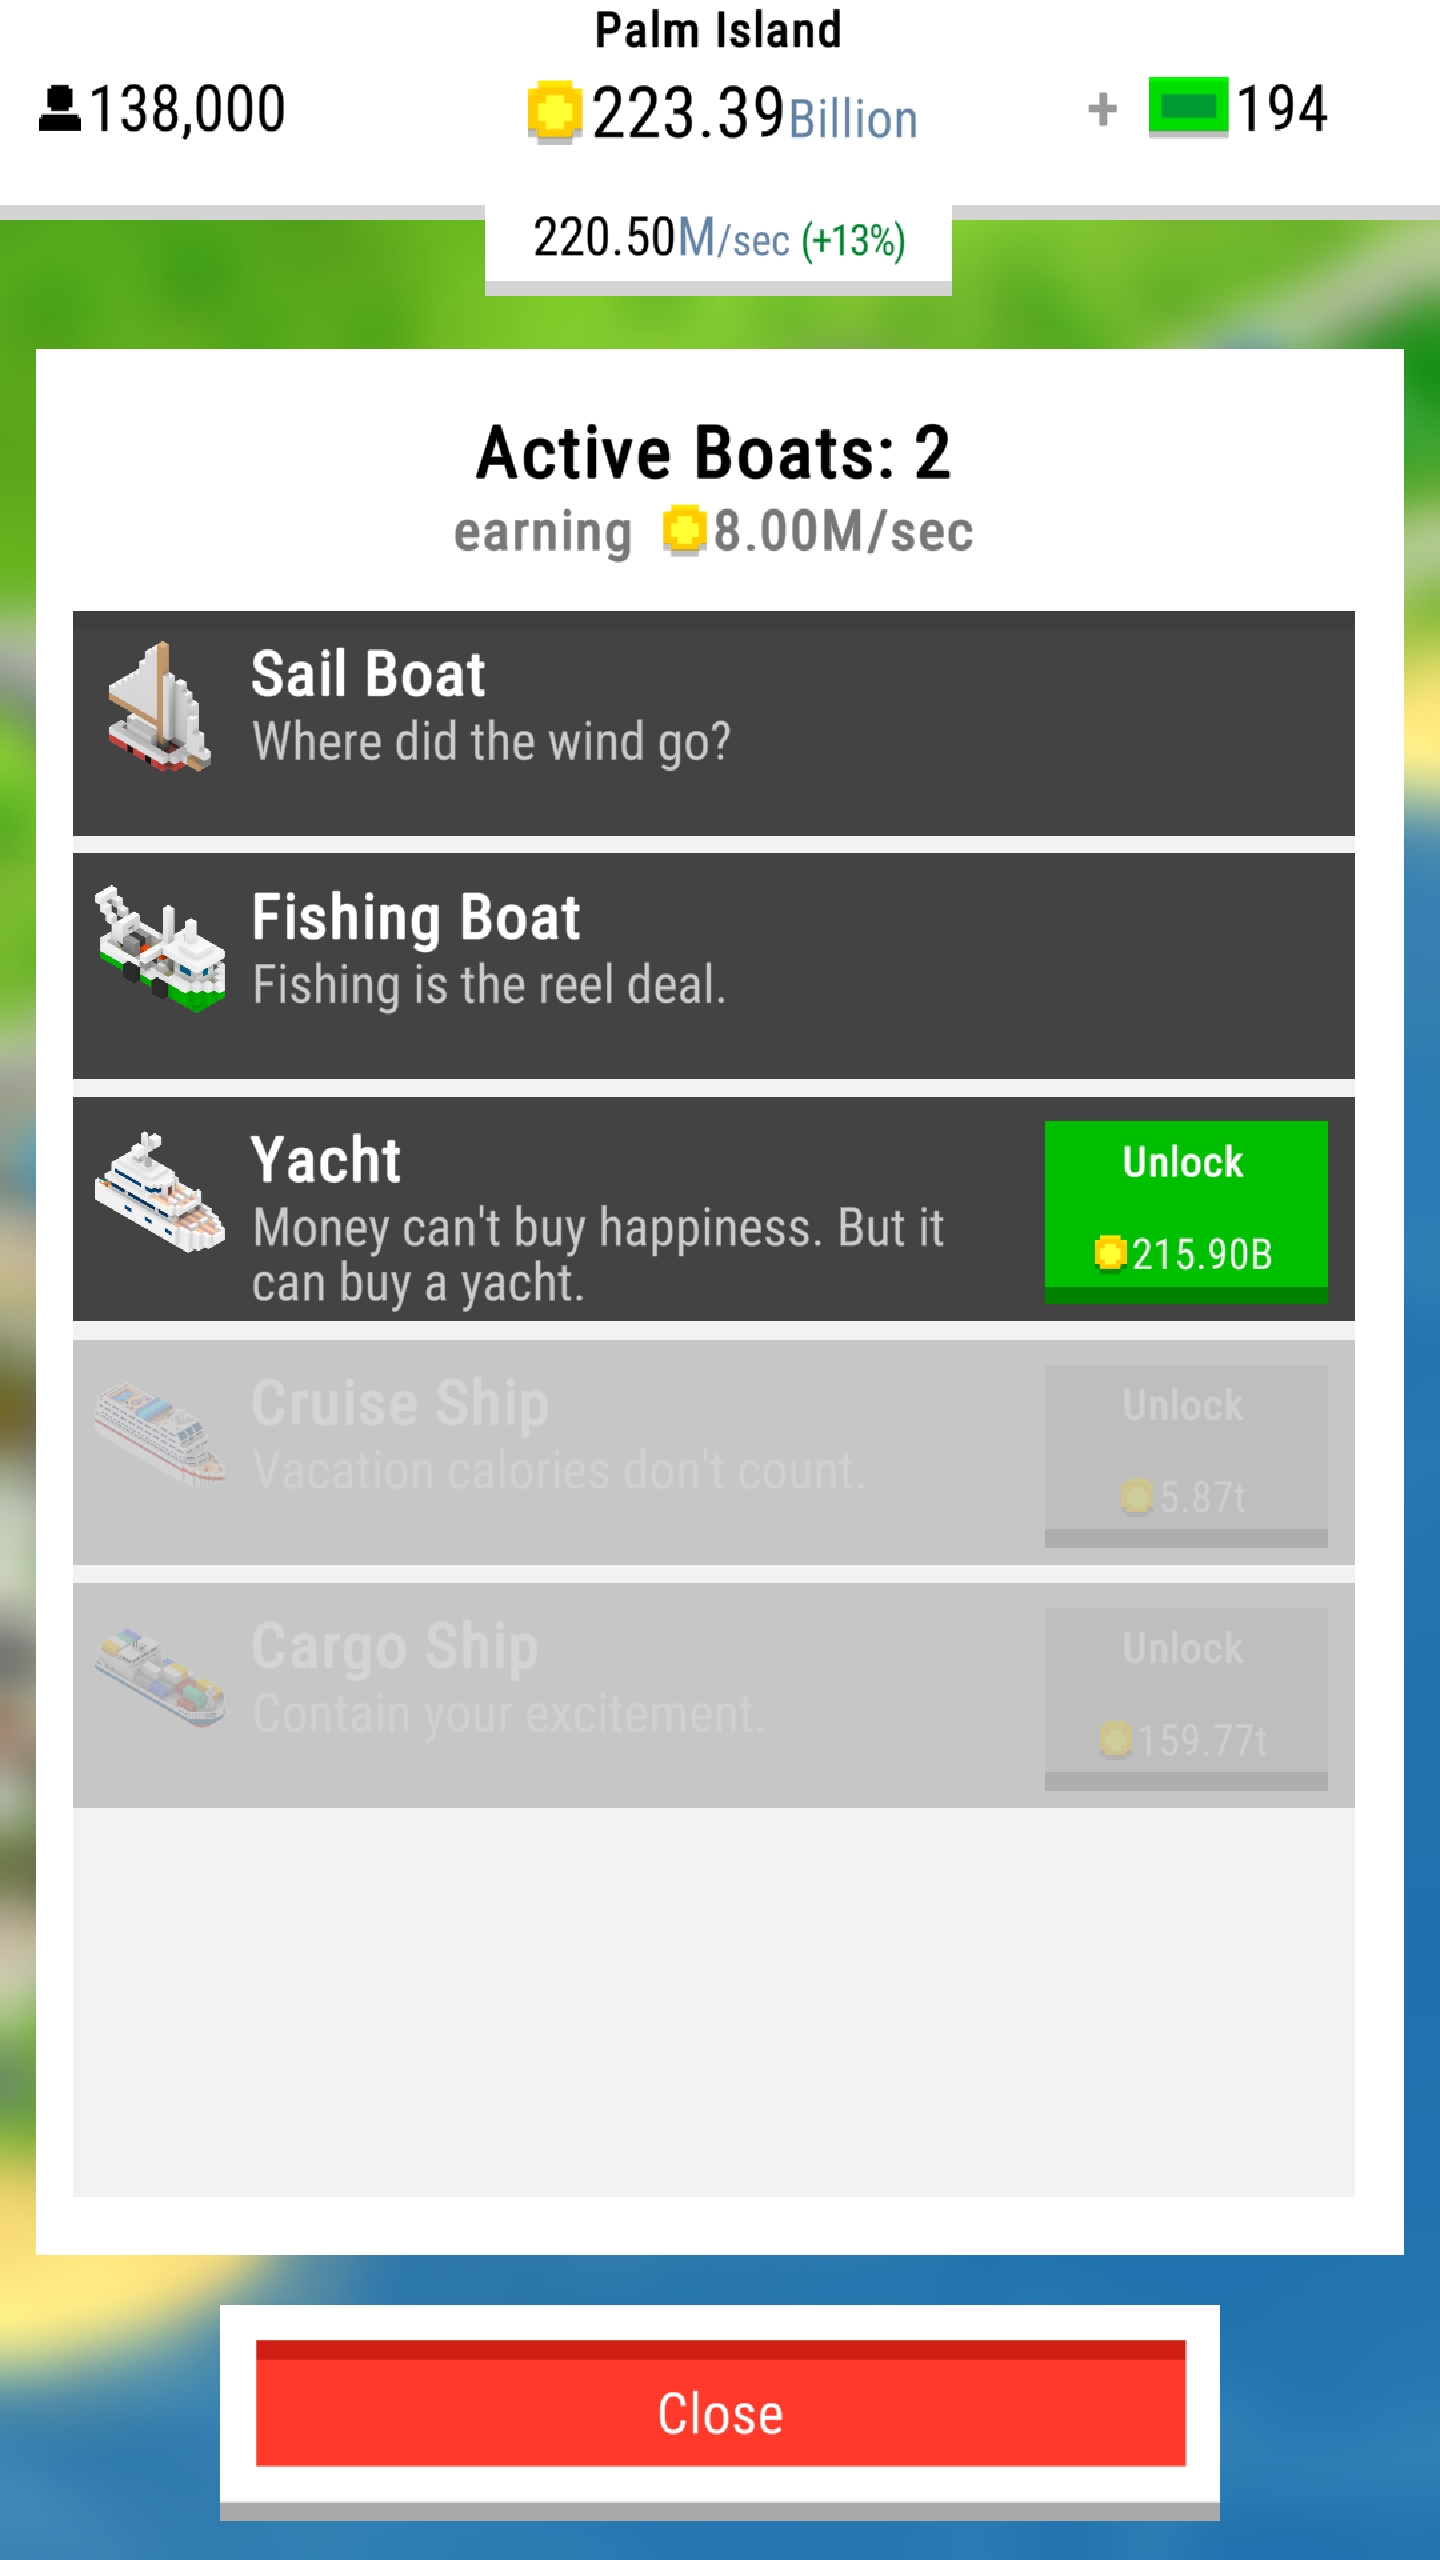 Palm Island
138,000
223.39Billion
+ 194
220.50M/sec (+13%)
Active Boats: 2
earning 8.00M/sec
Sail Boat
Where did the wind go?
Fishing Boat
Fishing is the reel deal.
Yacht
Money can't buy happiness. But it
can buy a yacht.
Unlock
215.90B
Cruise Ship
Vacation calories don't count.
Unlock
5.87t
Cargo Ship
Contain your excitement.
Unlock
159.77t
Close